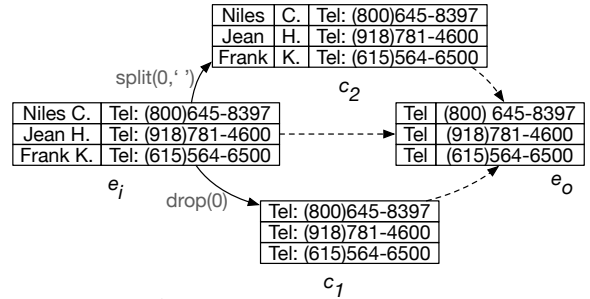 Niles C. Tel: (800)645-8397
Jean H. Tel: (918)781-4600
Frank K. Tel: (615)564-6500
c2
split(0,‘ ’)
Niles C. Tel: (800)645-8397
Jean H. Tel: (918)781-4600
Frank K. Tel: (615)564-6500
ei
Tel (800) 645-8397
Tel (918)781-4600
Tel (615)564-6500
eo
drop(0)
Tel: (800)645-8397
Tel: (918)781-4600
Tel: (615)564-6500
c1